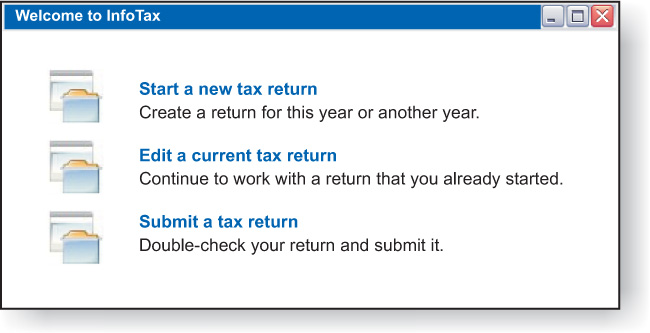 Welcome to InfoTax
Start a new tax return
Create a return for this year or another year.
Edit a current tax return
Continue to work with a return that you already started.
Submit a tax return
Double-check your return and submit it.